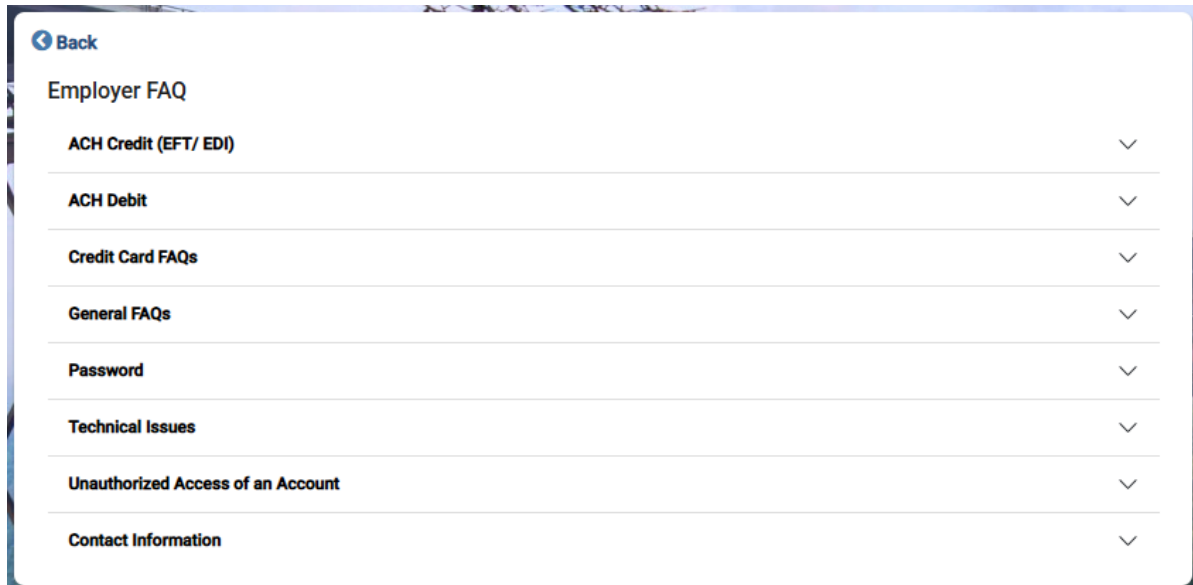 Back
Employer FAQ
ACH Credit (EFT/ EDI)
ACH Debit
Credit Card FAQs
General FAQs
Password
Technical Issues
Unauthorized Access of an Account
Contact Information